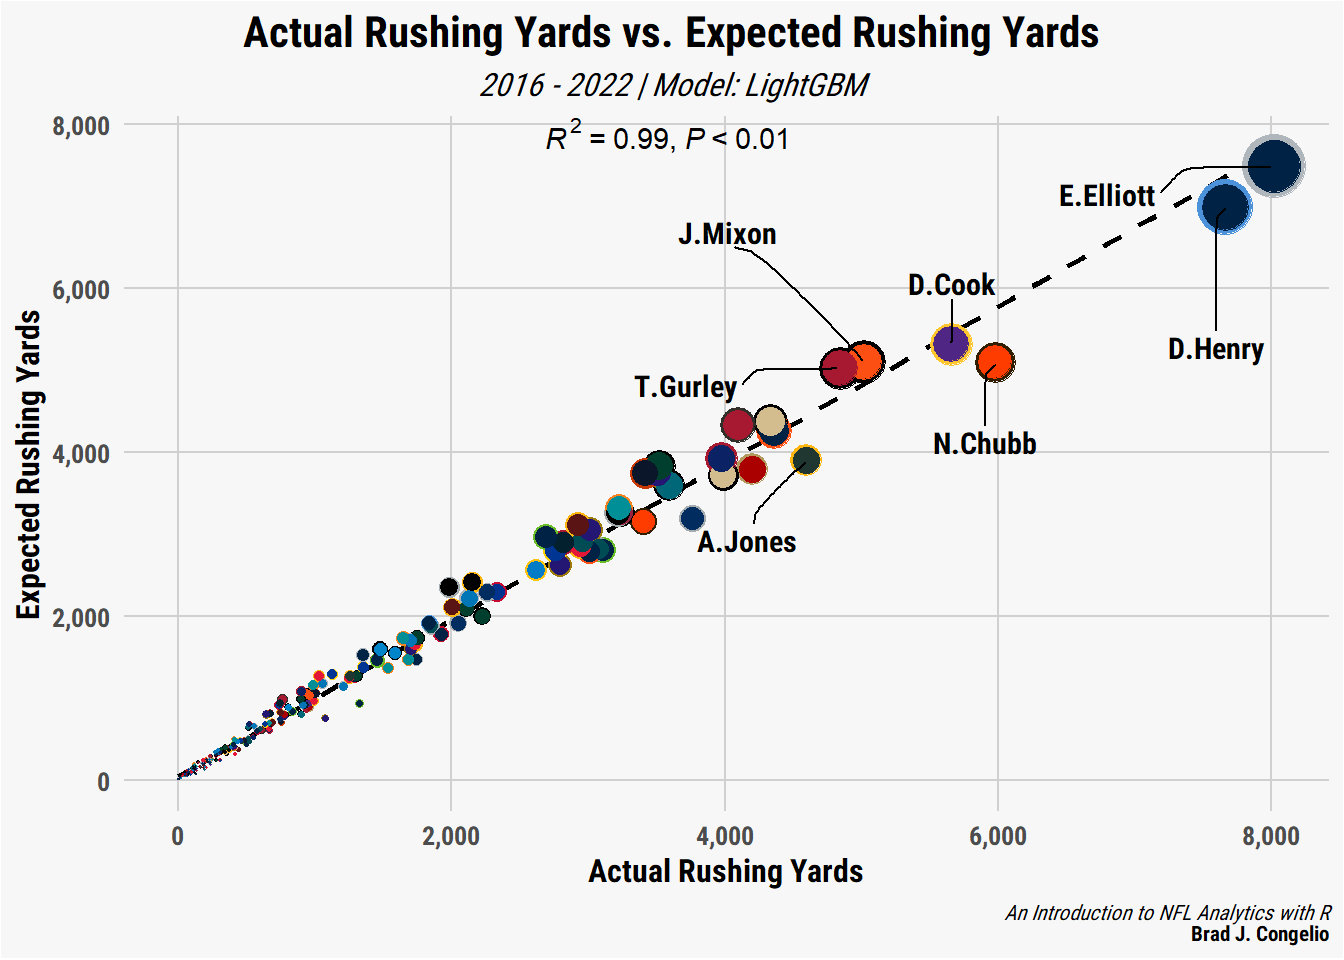 Actual Rushing Yards vs. Expected Rushing Yards
2016 - 2022 | Model: LightGBM
R² = 0.99, P < 0.01
8,000
6,000
4,000
2,000
0
Expected Rushing Yards
E.Elliott
J.Mixon
D.Cook
D.Henry
T.Gurley
N.Chubb
A.Jones
0
2,000
4,000
6,000
8,000
Actual Rushing Yards
An Introduction to NFL Analytics with R
Brad J. Congelio